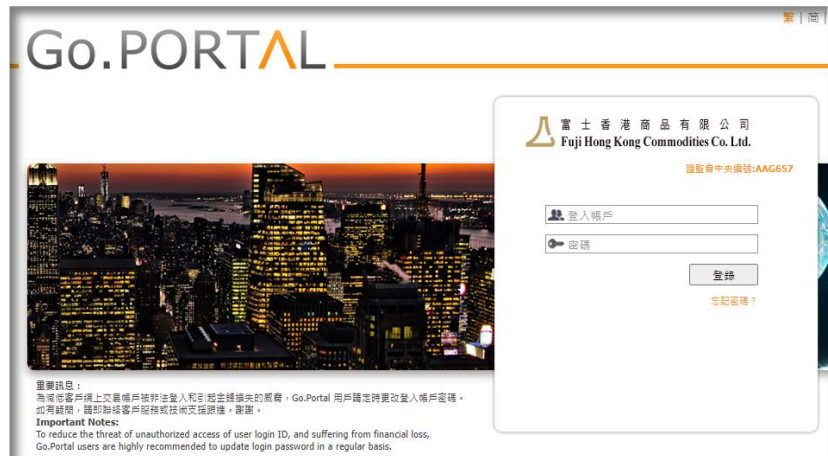 繁 | 简 |
Go.PORTAL
富士香港商品有限公司
Fuji Hong Kong Commodities Co. Ltd.
證監會中央編號:AAG657
登入帳戶
密碼
登錄
忘記密碼？
重要訊息：
為減低客戶網上交易帳戶被非法登入和引起金錢損失的威脅，Go.Portal 用戶請定時更改登入帳戶密碼。
如有疑問，請即聯絡客戶服務或技術支援跟進。謝謝。
Important Notes:
To reduce the threat of unauthorized access of user login ID, and suffering from financial loss,
Go.Portal users are highly recommended to update login password in a regular basis.